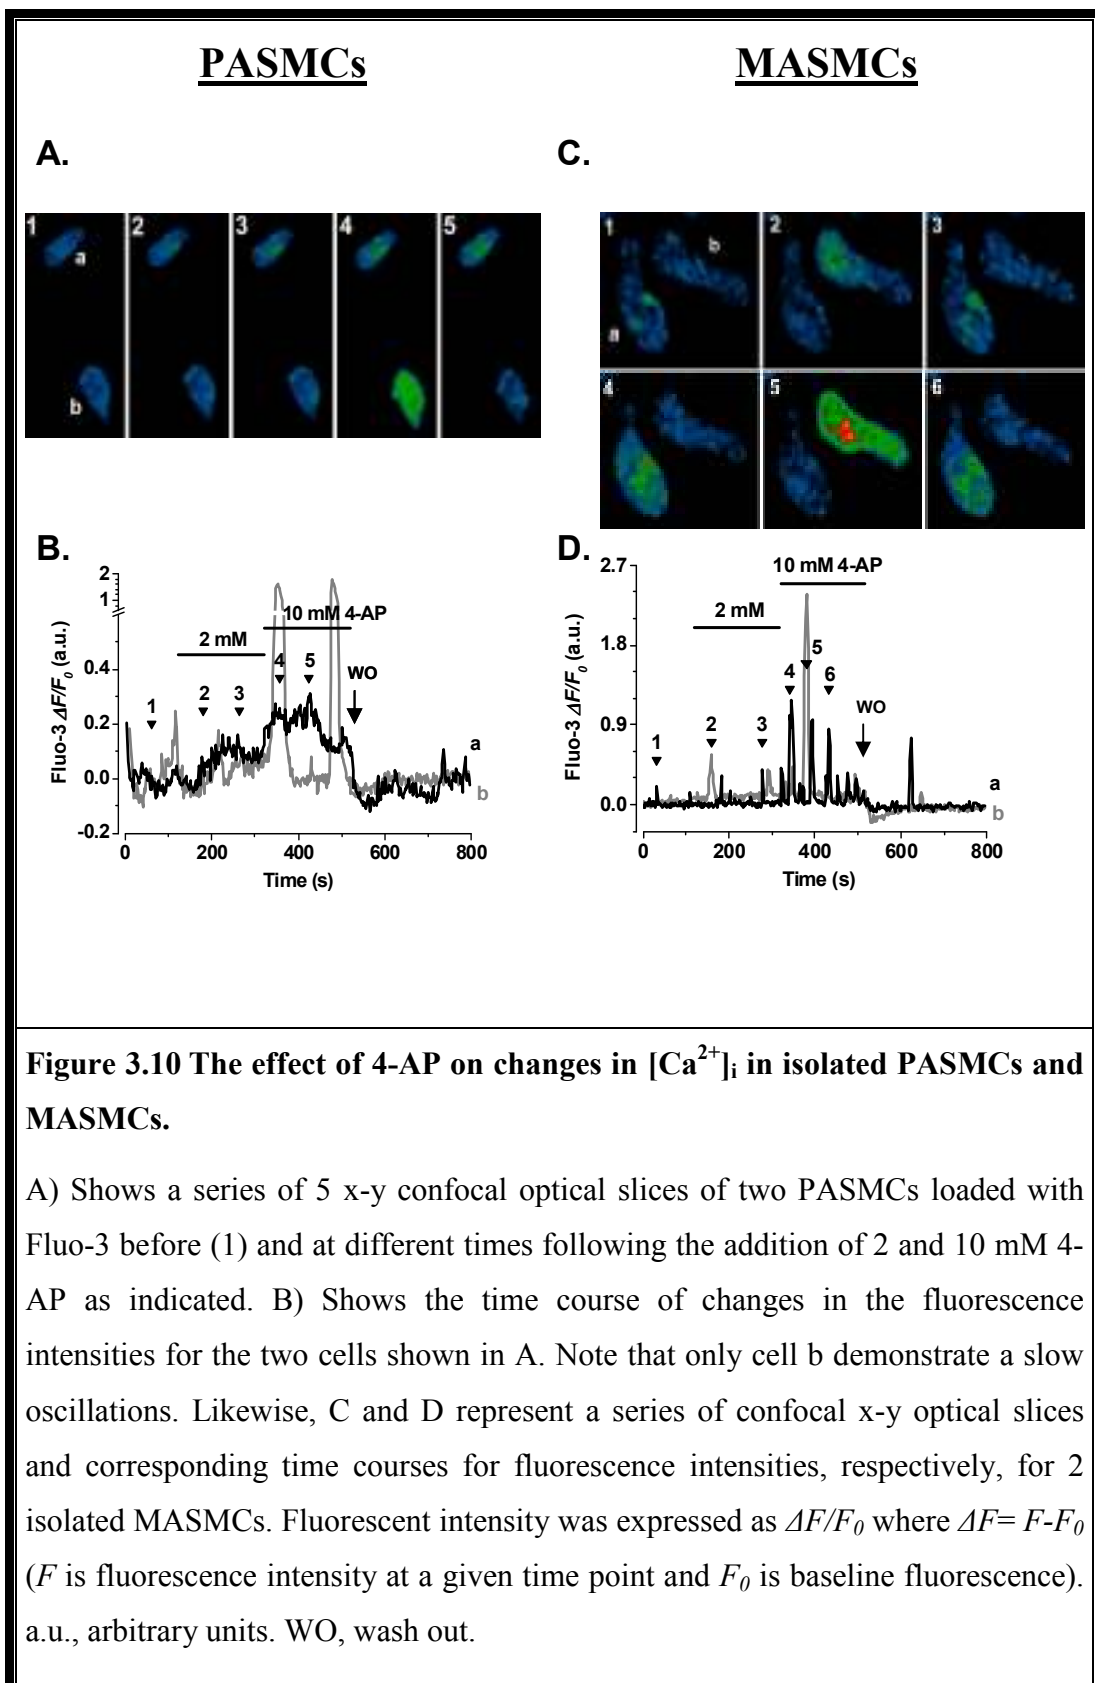 PASMCs
MASMCs
A.
C.
1 2 3 4 5
a
b
1 2 3
b
a
4 5 6
B.
D.
2
1
0.4
0.2
0.0
-0.2
Fluo-3 ΔF/F0 (a.u.)
10 mM 4-AP
2 mM
1 2 3 4 5
WO
a
b
0 200 400 600 800
Time (s)
2.7
1.8
0.9
0.0
Fluo-3 ΔF/F0 (a.u.)
10 mM 4-AP
2 mM
1 2 3 4 5 6
WO
a
b
0 200 400 600 800
Time (s)
Figure 3.10 The effect of 4-AP on changes in [Ca2+]i in isolated PASMCs and
MASMCs.
A) Shows a series of 5 x-y confocal optical slices of two PASMCs loaded with
Fluo-3 before (1) and at different times following the addition of 2 and 10 mM 4-
AP as indicated. B) Shows the time course of changes in the fluorescence
intensities for the two cells shown in A. Note that only cell b demonstrate a slow
oscillations. Likewise, C and D represent a series of confocal x-y optical slices
and corresponding time courses for fluorescence intensities, respectively, for 2
isolated MASMCs. Fluorescent intensity was expressed as ΔF/F0 where ΔF= F-F0
(F is fluorescence intensity at a given time point and F0 is baseline fluorescence).
a.u., arbitrary units. WO, wash out.